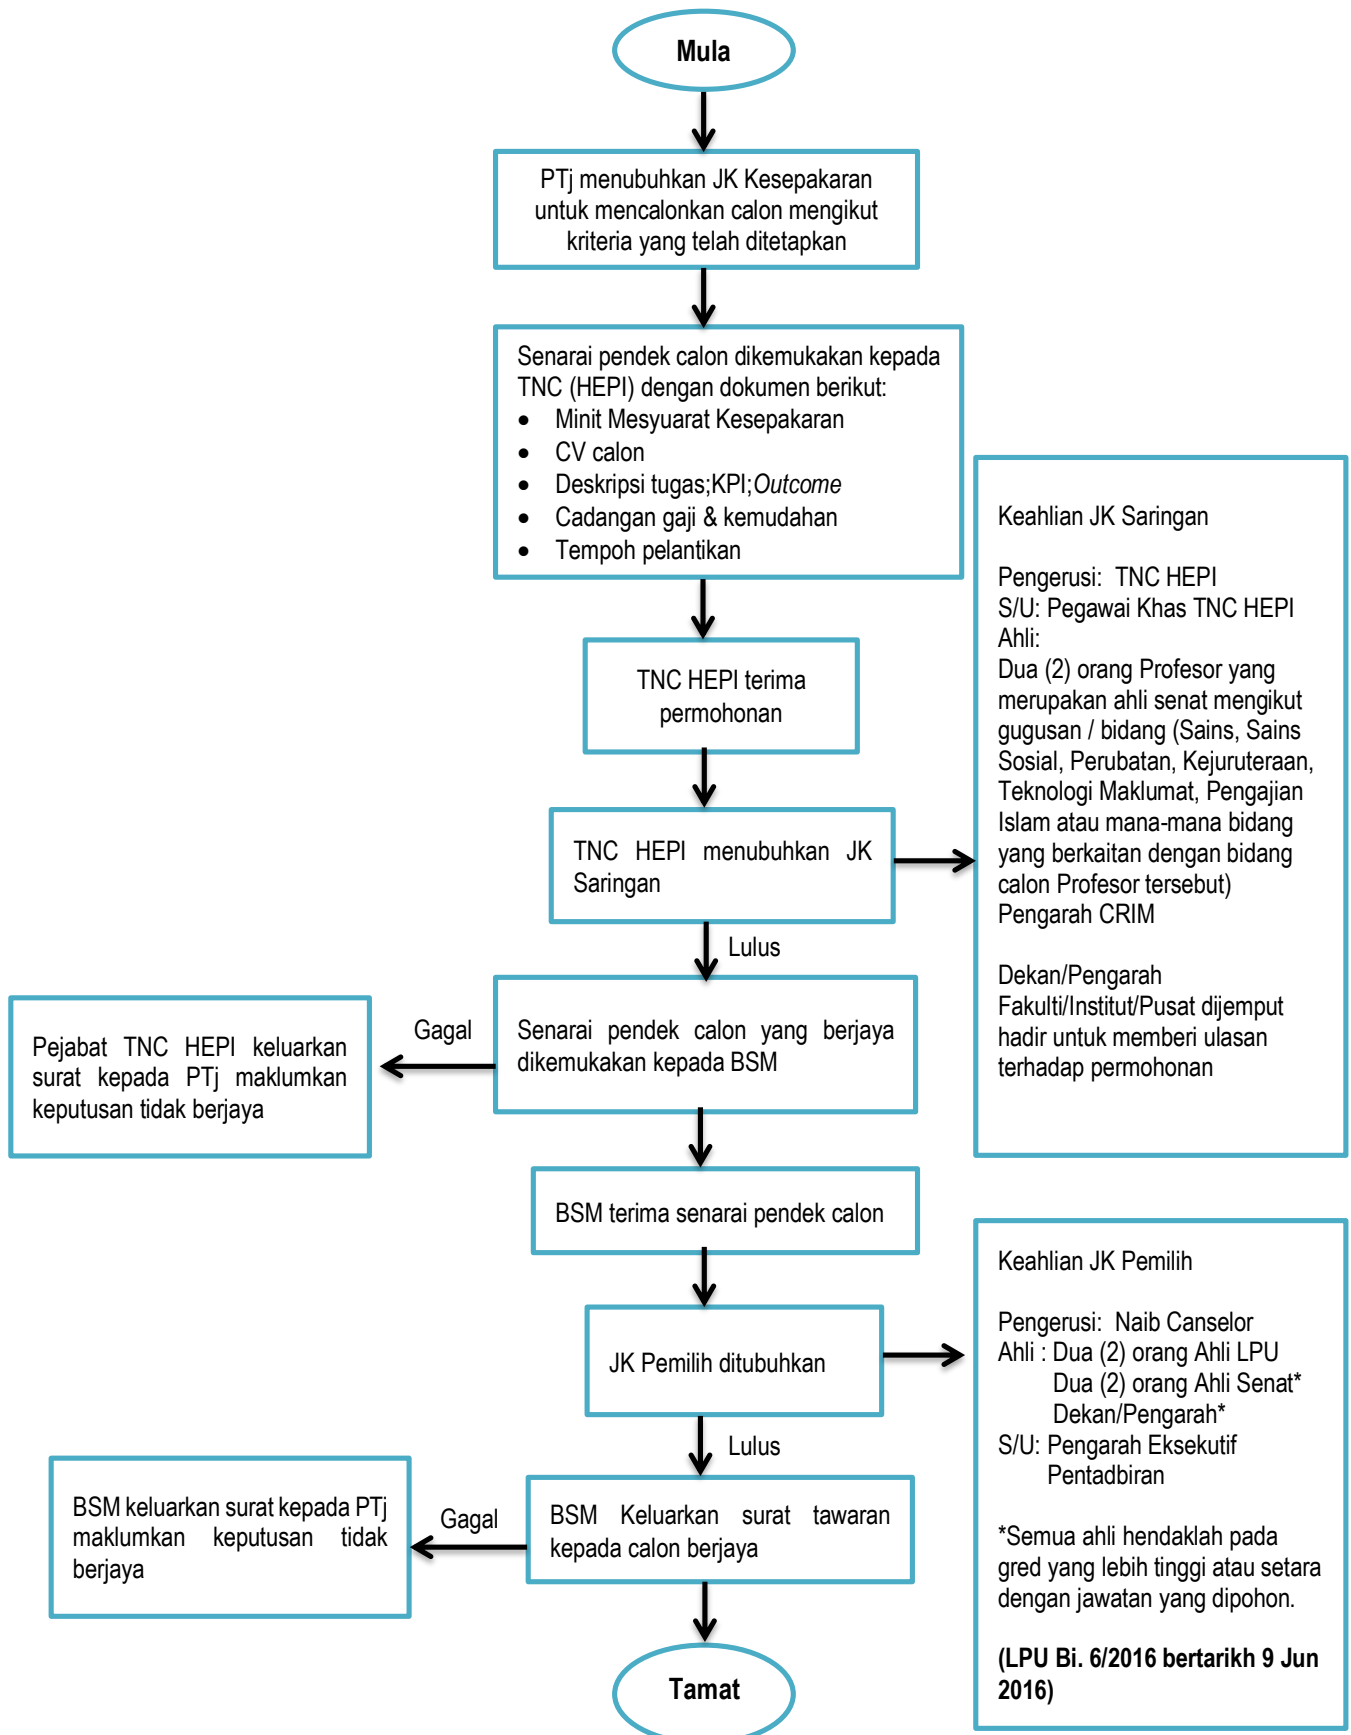 Mula
PTj menubuhkan JK Kesepakaran
untuk mencalonkan calon mengikut
kriteria yang telah ditetapkan
Senarai pendek calon dikemukakan kepada
TNC (HEPI) dengan dokumen berikut:
• Minit Mesyuarat Kesepakaran
• CV calon
• Deskripsi tugas;KPI;Outcome
• Cadangan gaji & kemudahan
• Tempoh pelantikan
TNC HEPI terima
permohonan
TNC HEPI menubuhkan JK
Saringan
Keahlian JK Saringan
Pengerusi: TNC HEPI
S/U: Pegawai Khas TNC HEPI
Ahli:
Dua (2) orang Profesor yang
merupakan ahli senat mengikut
gugusan / bidang (Sains, Sains
Sosial, Perubatan, Kejuruteraan,
Teknologi Maklumat, Pengajian
Islam atau mana-mana bidang
yang berkaitan dengan bidang
calon Profesor tersebut)
Pengarah CRIM
Dekan/Pengarah
Fakulti/Institut/Pusat dijemput
hadir untuk memberi ulasan
terhadap permohonan
Lulus
Senarai pendek calon yang berjaya
dikemukakan kepada BSM
Gagal
Pejabat TNC HEPI keluarkan
surat kepada PTj maklumkan
keputusan tidak berjaya
BSM terima senarai pendek calon
JK Pemilih ditubuhkan
Keahlian JK Pemilih
Pengerusi: Naib Canselor
Ahli : Dua (2) orang Ahli LPU
Dua (2) orang Ahli Senat*
Dekan/Pengarah*
S/U: Pengarah Eksekutif
Pentadbiran
*Semua ahli hendaklah pada
gred yang lebih tinggi atau setara
dengan jawatan yang dipohon.
(LPU Bi. 6/2016 bertarikh 9 Jun
2016)
Lulus
BSM Keluarkan surat tawaran
kepada calon berjaya
Gagal
BSM keluarkan surat kepada PTj
maklumkan keputusan tidak
berjaya
Tamat